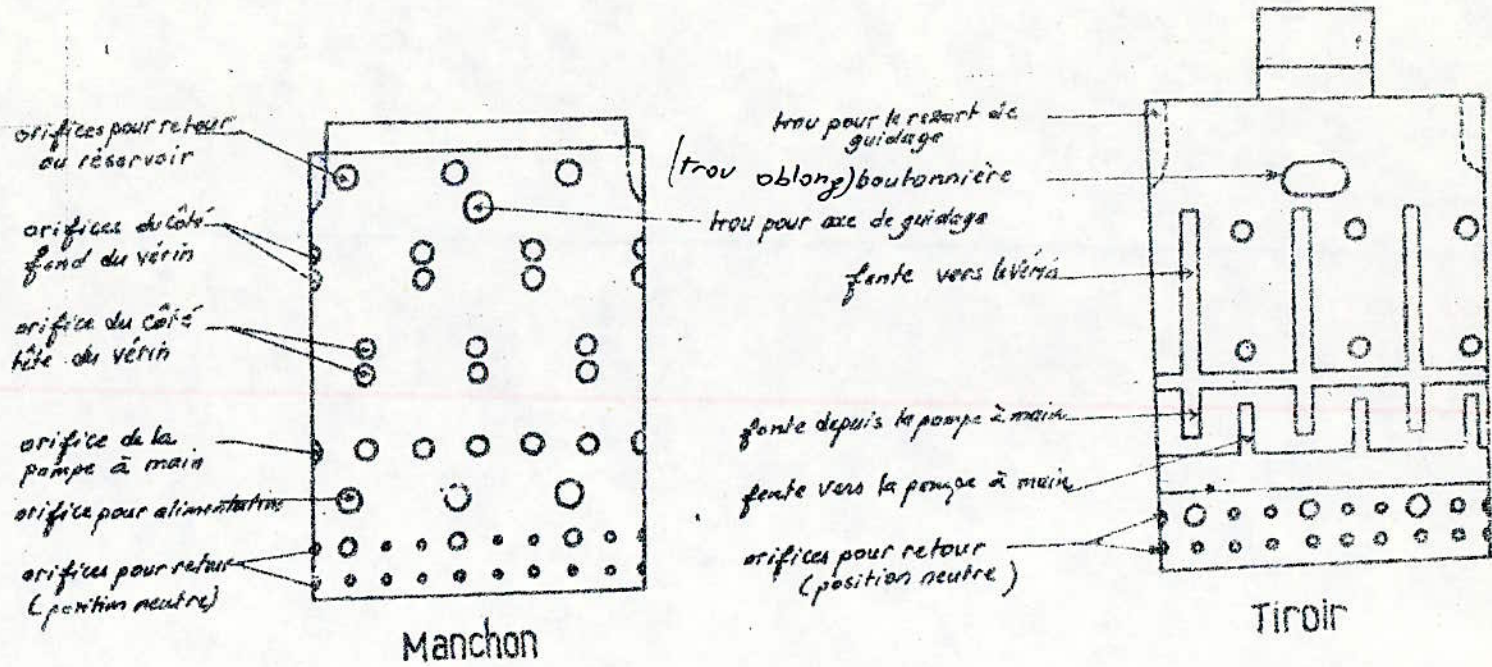 orifices pour retour
au réservoir
orifices du côté
fond du vérin
orifice du côté
tête du vérin
orifice de la
pompe à main
orifice pour alimentation
orifices pour retour
(position neutre)
Manchon
trou pour le resort de
guidage
(trou oblong) boutonnière
trou pour axe de guidage
fente vers le vérin
fente depuis la pompe à main
fente vers la pompe à main
orifices pour retour
(position neutre)
Tiroir